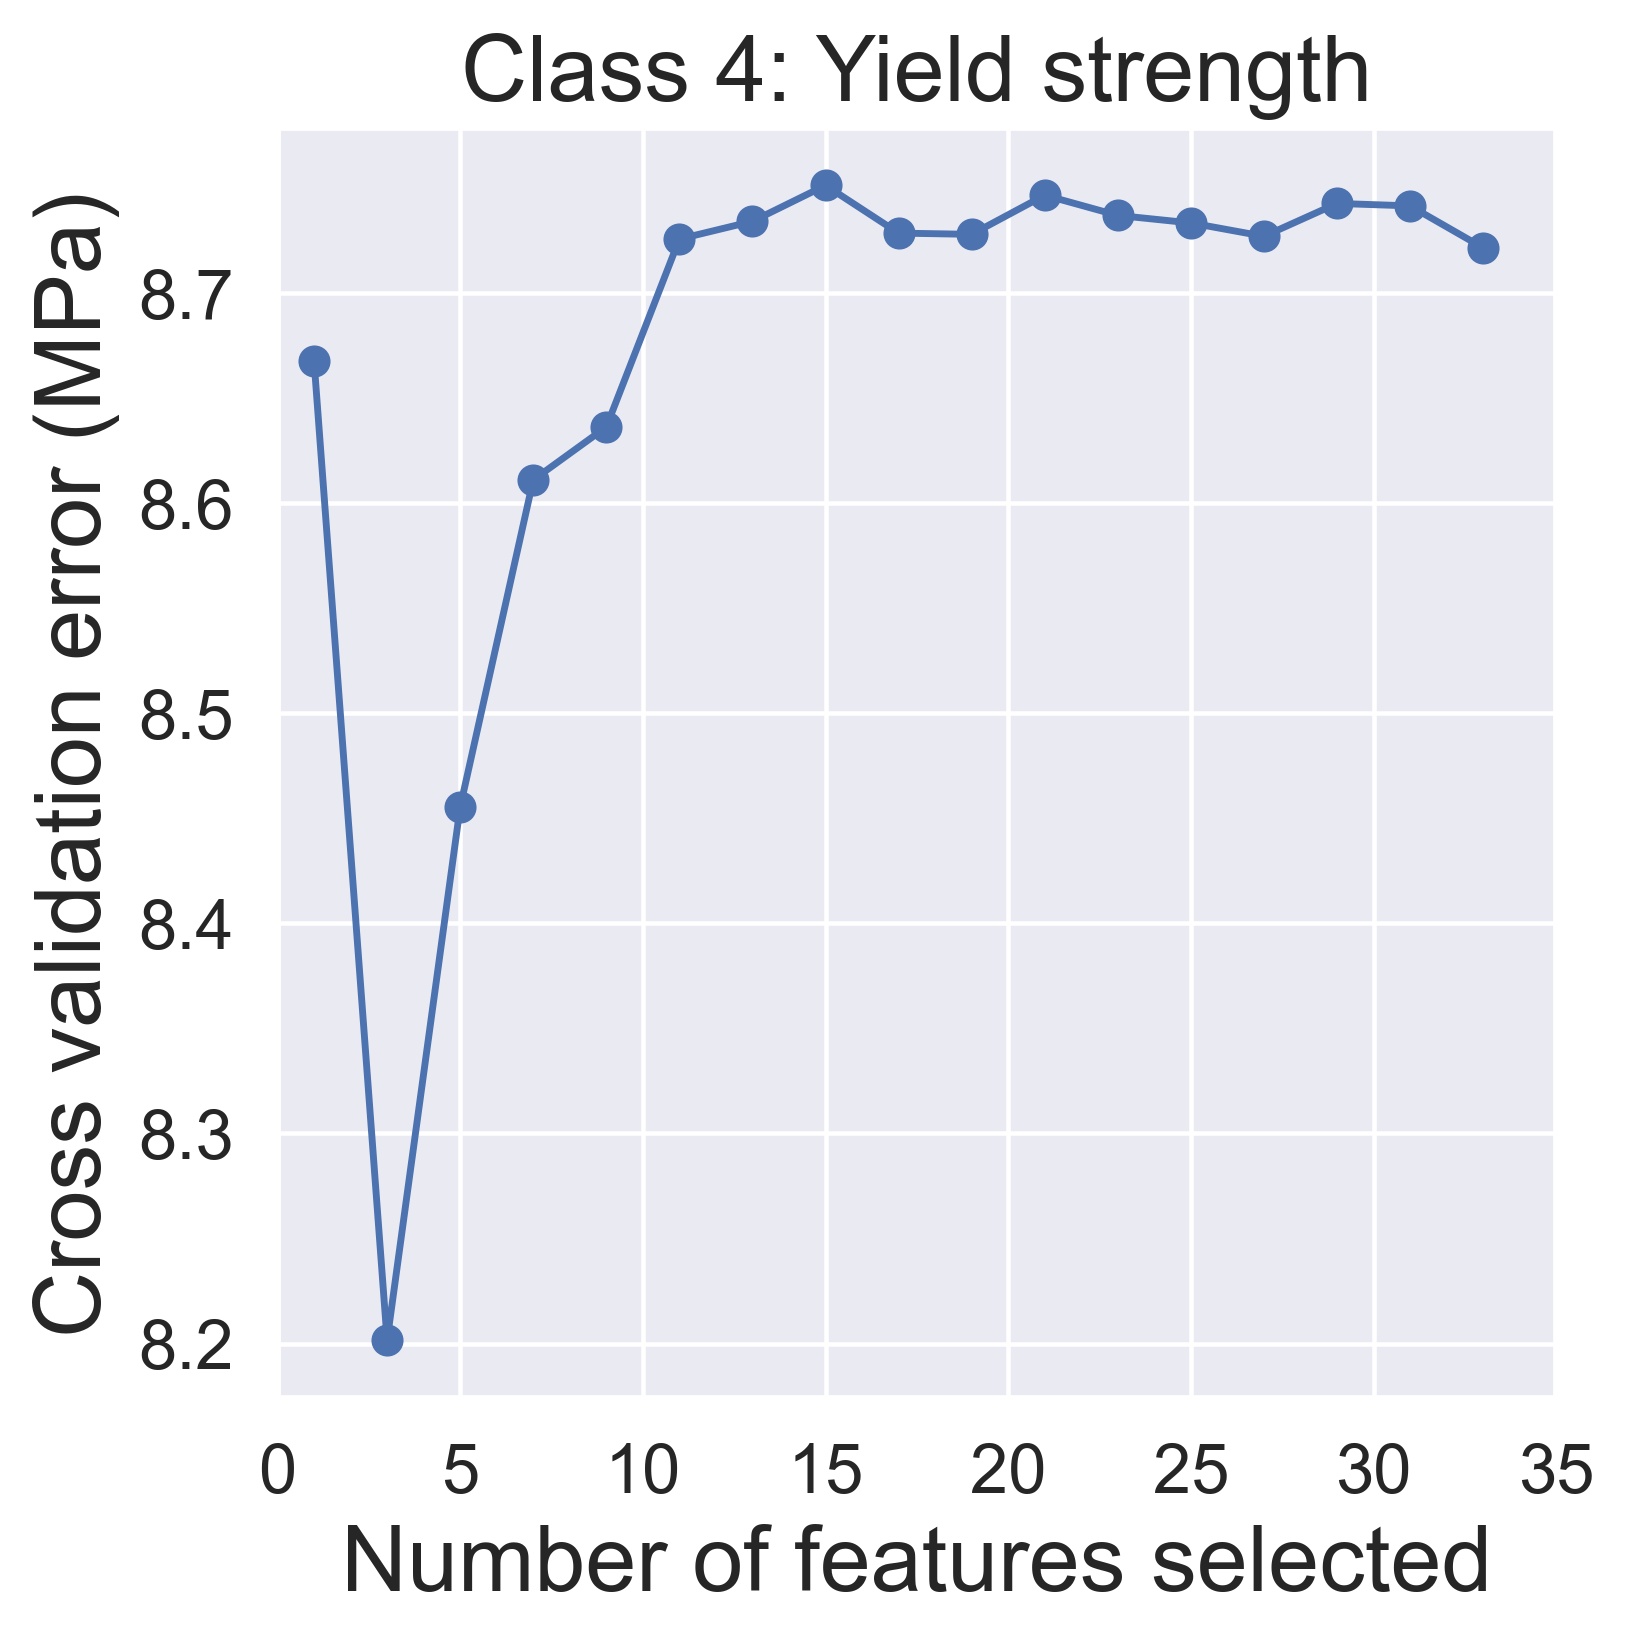 Class 4: Yield strength
Cross validation error (MPa)
8.7
8.6
8.5
8.4
8.3
8.2
0 5 10 15 20 25 30 35
Number of features selected